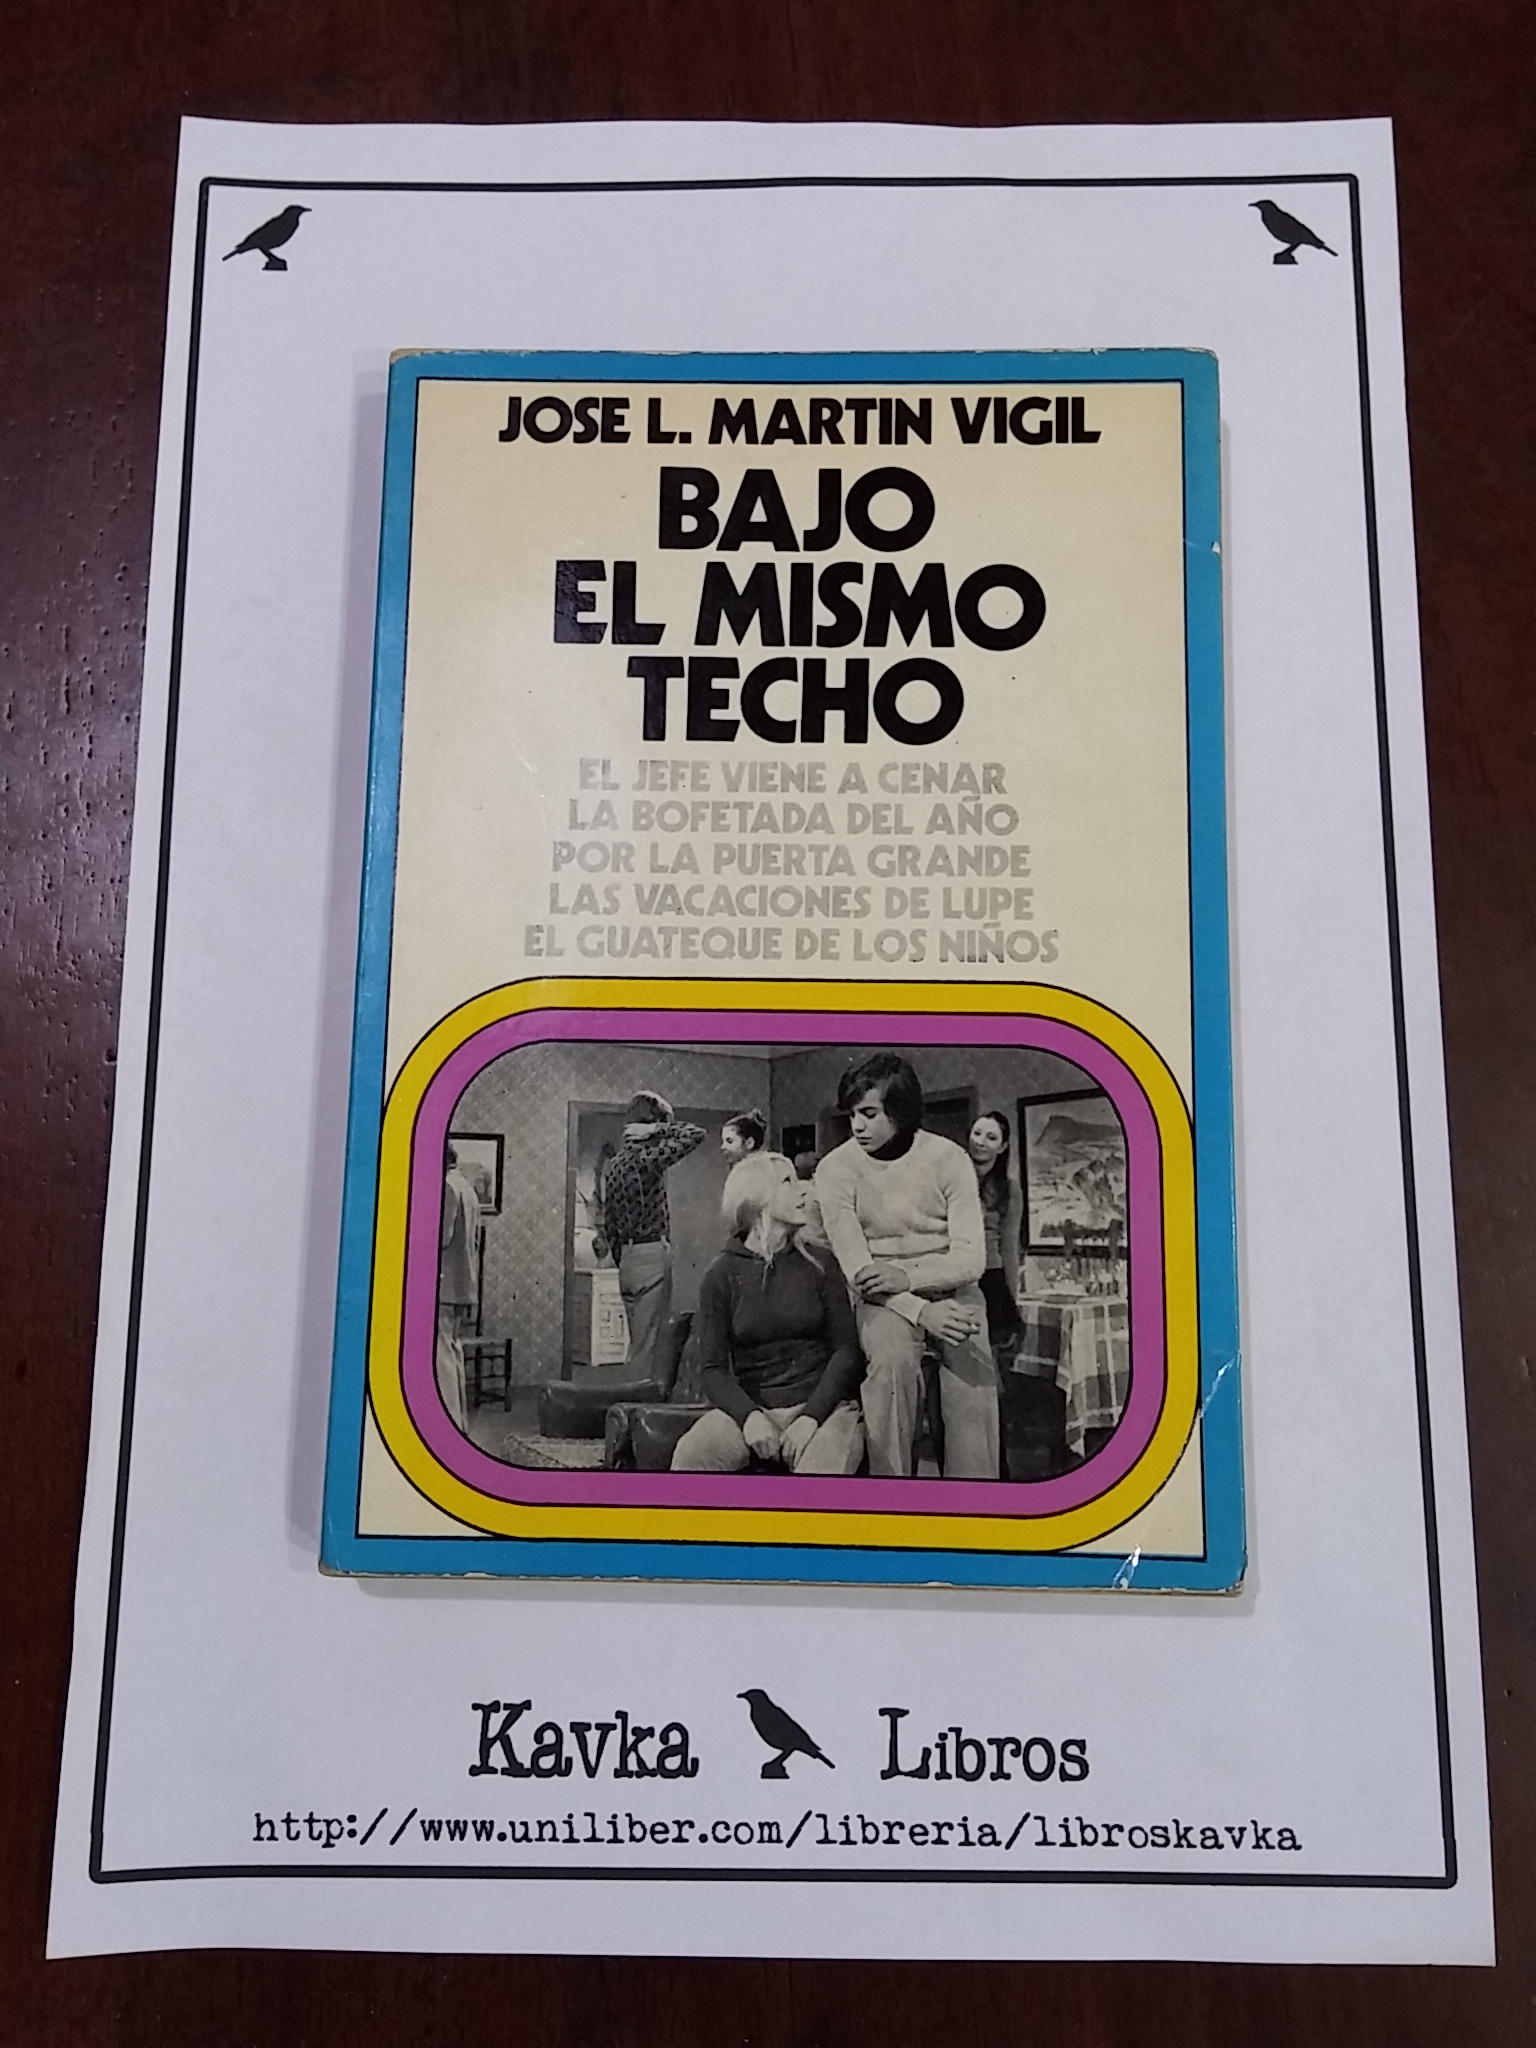 JOSE L. MARTIN VIGIL
BAJO
EL MISMO
TECHO
EL JEFE VIENE A CENAR
LA BOFETADA DEL AÑO
POR LA PUERTA GRANDE
LAS VACACIONES DE LUPE
EL GUATEQUE DE LOS NIÑOS
Kavka Libros
http://www.uniliber.com/libreria/libroskavka